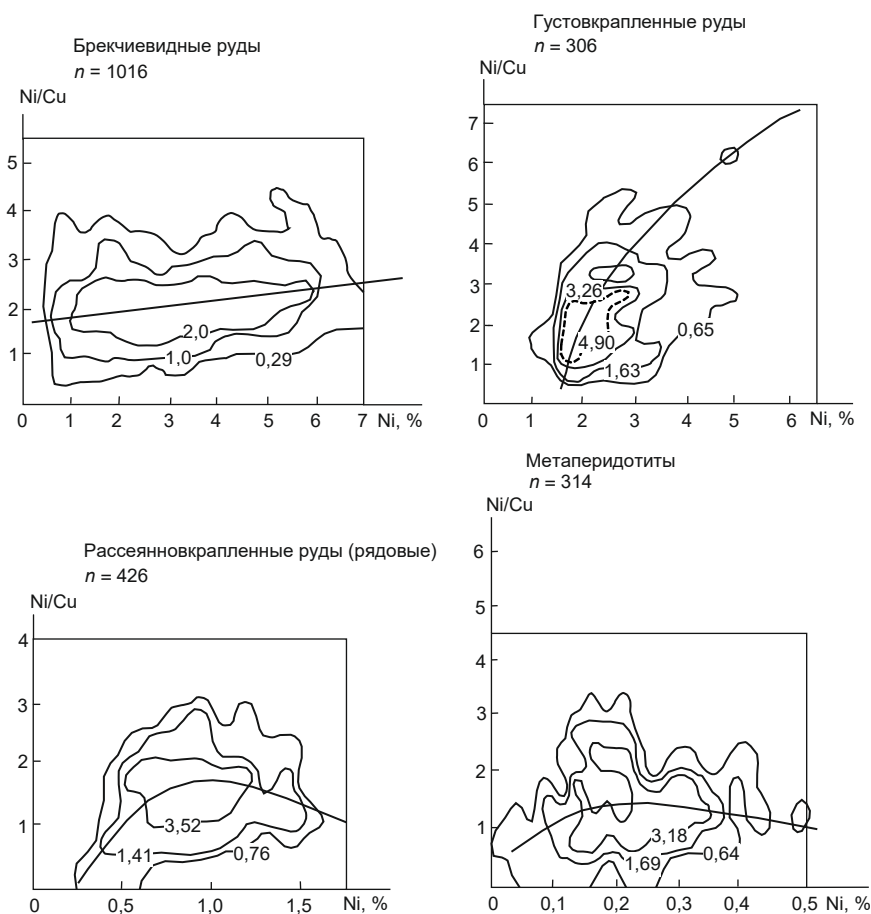 Брекчиевидные руды
n = 1016
Ni/Cu
5
4
3
2
1
2,0
1,0
0,29
0 1 2 3 4 5 6 7 Ni, %
Густовкрапленные руды
n = 306
Ni/Cu
7
6
5
4
3
2
1
3,26
4,90
0,65
1,63
0 1 2 3 4 5 6 Ni, %
Рассеянновкрапленные руды (рядовые)
n = 426
Ni/Cu
4
3
2
1
3,52
1,41
0,76
0 0,5 1,0 1,5 Ni, %
Метаперидотиты
n = 314
Ni/Cu
6
5
4
3
2
1
3,18
1,69
0,64
0 0,1 0,2 0,3 0,4 0,5 Ni, %